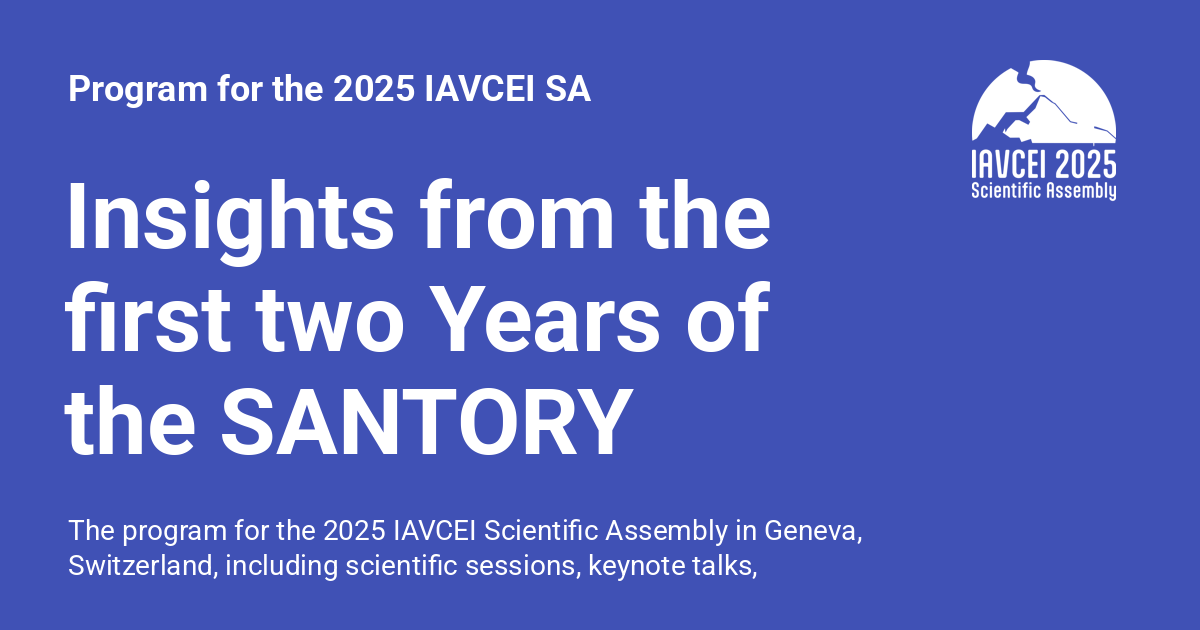 Program for the 2025 IAVCEI SA
IAVCEI 2025
Scientific Assembly
Insights from the
first two Years of
the SANTORY
The program for the 2025 IAVCEI Scientific Assembly in Geneva,
Switzerland, including scientific sessions, keynote talks,